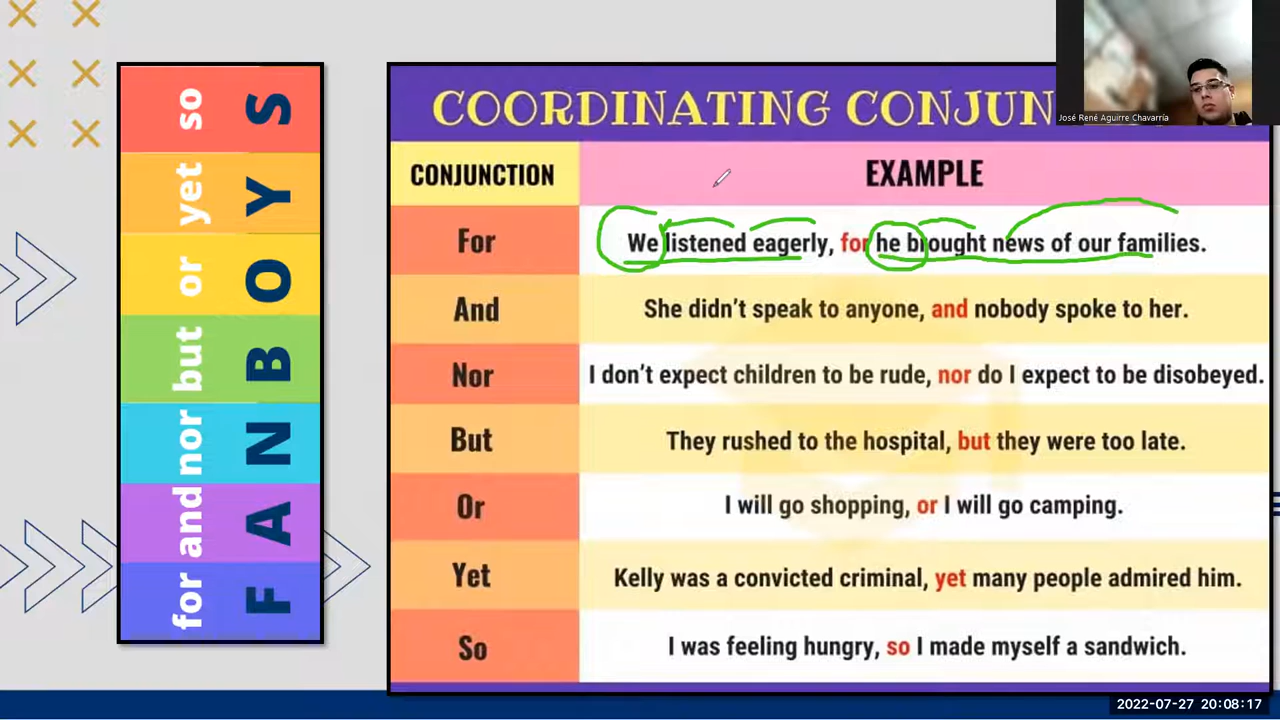 so
yet
or
but
nor
and
for
S
Y
O
B
N
A
F
COORDINATING CONJUN
José René Aguirre Chavarría
CONJUNCTION EXAMPLE
For We listened eagerly, for he brought news of our families.
And She didn't speak to anyone, and nobody spoke to her.
Nor I don't expect children to be rude, nor do I expect to be disobeyed.
But They rushed to the hospital, but they were too late.
Or I will go shopping, or I will go camping.
Yet Kelly was a convicted criminal, yet many people admired him.
So I was feeling hungry, so I made myself a sandwich.
2022-07-27 20:08:17